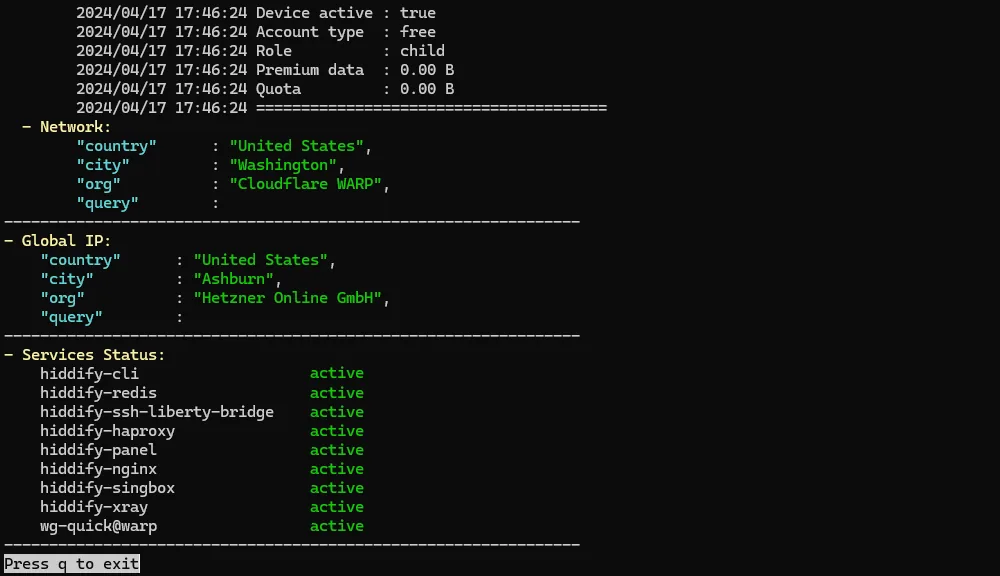 2024/04/17 17:46:24 Device active : true
2024/04/17 17:46:24 Account type  : free
2024/04/17 17:46:24 Role          : child
2024/04/17 17:46:24 Premium data  : 0.00 B
2024/04/17 17:46:24 Quota         : 0.00 B
2024/04/17 17:46:24 =======================================
- Network:
"country"      : "United States",
"city"         : "Washington",
"org"          : "Cloudflare WARP",
"query"        :
----------------------------------------------------------------
- Global IP:
"country"      : "United States",
"city"         : "Ashburn",
"org"          : "Hetzner Online GmbH",
"query"        :
----------------------------------------------------------------
- Services Status:
hiddify-cli                   active
hiddify-redis                 active
hiddify-ssh-liberty-bridge    active
hiddify-haproxy               active
hiddify-panel                 active
hiddify-nginx                 active
hiddify-singbox               active
hiddify-xray                  active
wg-quick@warp                 active
----------------------------------------------------------------
Press q to exit